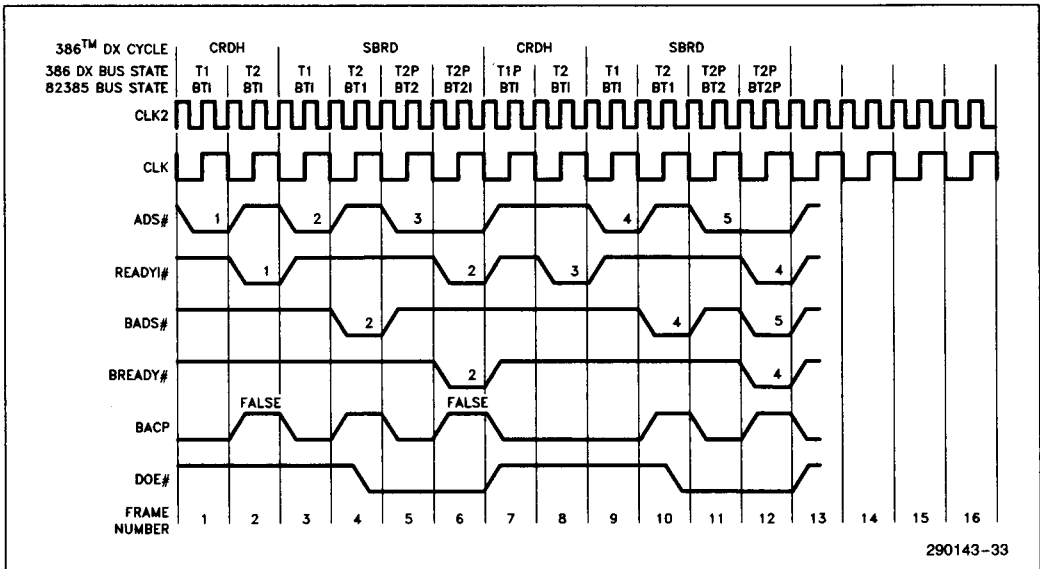 386™ DX CYCLE CRDH SBRD CRDH SBRD
386 DX BUS STATE T1 T2 T1 T2 T2P T2P T1P T2 T1 T2 T2P T2P
82385 BUS STATE BTI BTI BTI BT1 BT2 BT2I BTI BTI BTI BT1 BT2 BT2P
CLK2
CLK
ADS# 1 2 3 4 5
READYI# 1 2 3 4
BADS# 2 4 5
BREADY# 2 4
FALSE FALSE
BACP
DOE#
FRAME NUMBER 1 2 3 4 5 6 7 8 9 10 11 12 13 14 15 16
290143-33